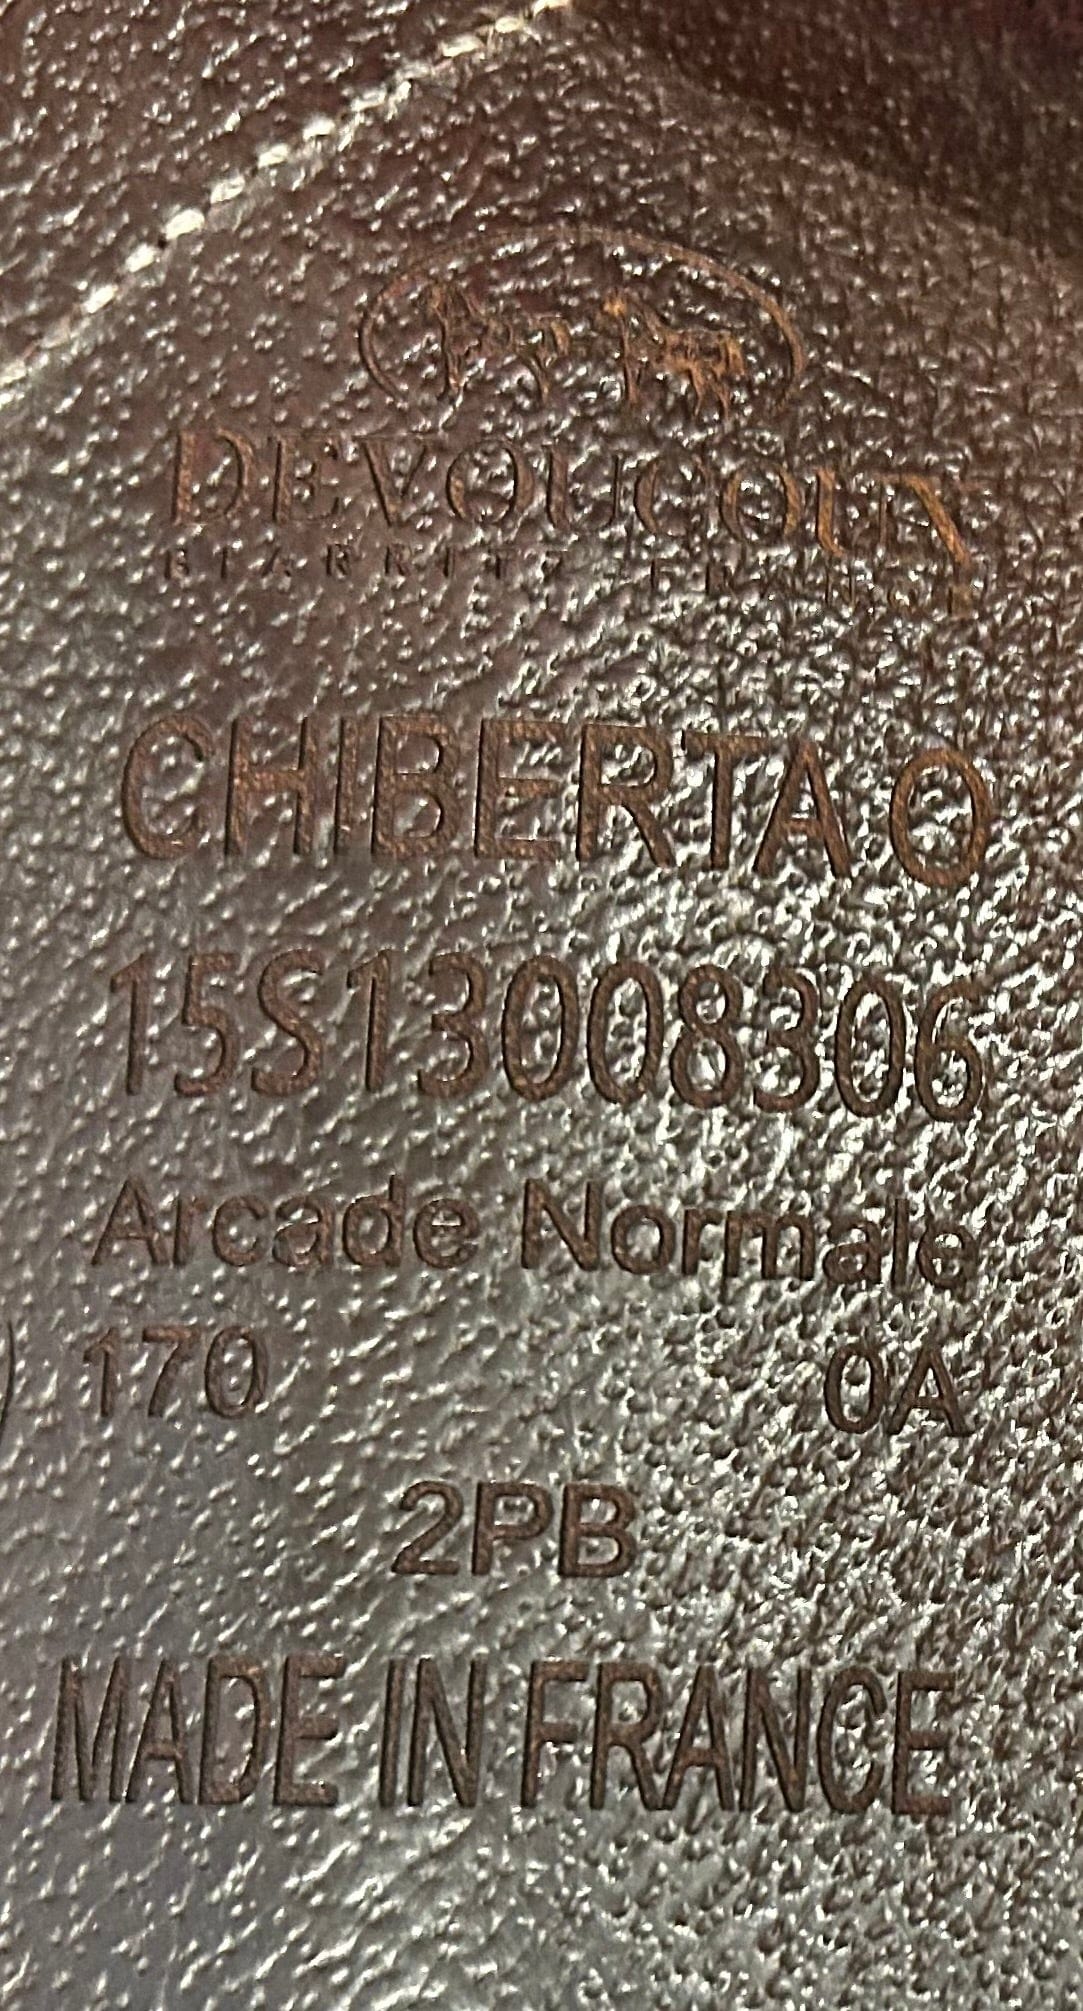 DEVOUCOUX
BIARRITZ FRANCE
CHIBERTA O
15S13008306
Arcade Normale
170 0A
2PB
MADE IN FRANCE